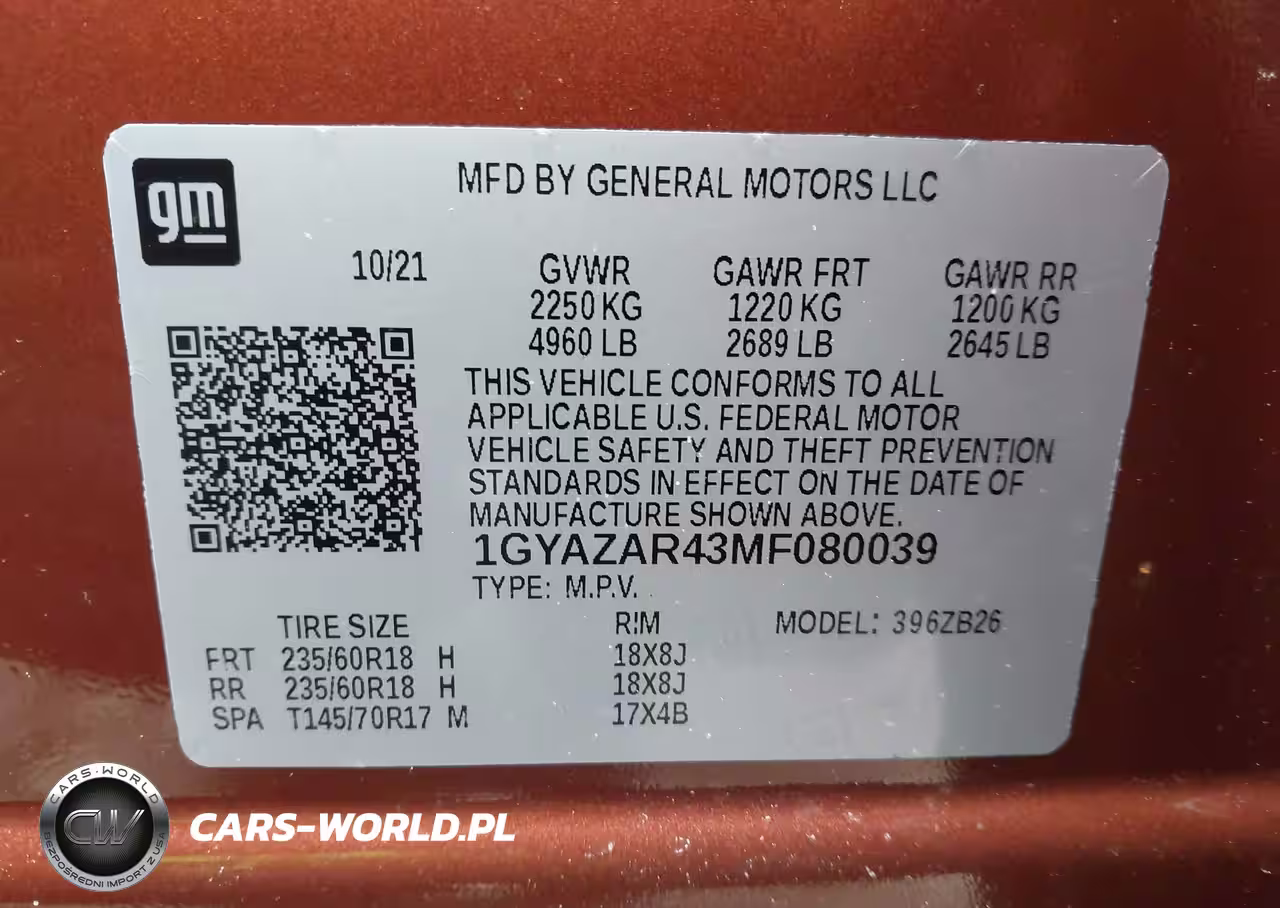 gm
MFD BY GENERAL MOTORS LLC
10/21 GVWR GAWR FRT GAWR RR
2250 KG 1220 KG 1200 KG
4960 LB 2689 LB 2645 LB
THIS VEHICLE CONFORMS TO ALL
APPLICABLE U.S. FEDERAL MOTOR
VEHICLE SAFETY AND THEFT PREVENTION
STANDARDS IN EFFECT ON THE DATE OF
MANUFACTURE SHOWN ABOVE.
1GYAZAR43MF080039
TYPE: M.P.V.
TIRE SIZE RIM MODEL: 396ZB26
FRT 235/60R18 H 18X8J
RR 235/60R18 H 18X8J
SPA T145/70R17 M 17X4B
CARS-WORLD
CW
BEZPOŚREDNI IMPORT Z USA
CARS-WORLD.PL